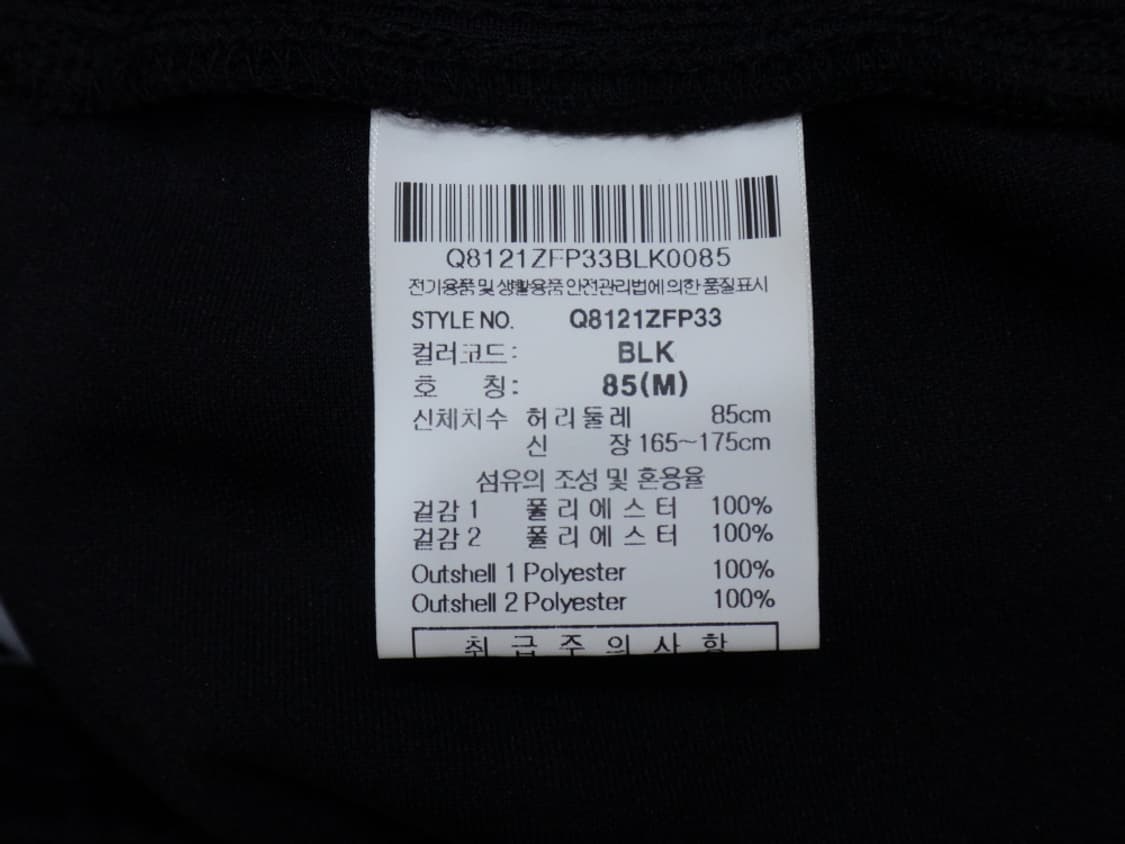 Q8121ZFP33BLK0085
전기용품 및 생활용품 안전관리법에 의한 품질표시
STYLE NO. Q8121ZFP33
컬러코드: BLK
호 칭: 85(M)
신체치수 허리둘레 85cm
신 장 165~175cm
섬유의 조성 및 혼용율
겉감 1 폴리에스터 100%
겉감 2 폴리에스터 100%
Outshell 1 Polyester 100%
Outshell 2 Polyester 100%
취급주의사항